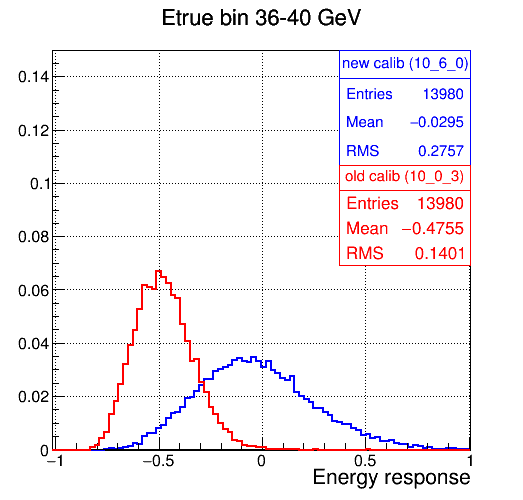 Etrue bin 36-40 GeV
new calib (10_6_0)
Entries 13980
Mean −0.0295
RMS 0.2757
old calib (10_0_3)
Entries 13980
Mean −0.4755
RMS 0.1401
0.14
0.12
0.1
0.08
0.06
0.04
0.02
0
−1 −0.5 0 0.5 1
Energy response